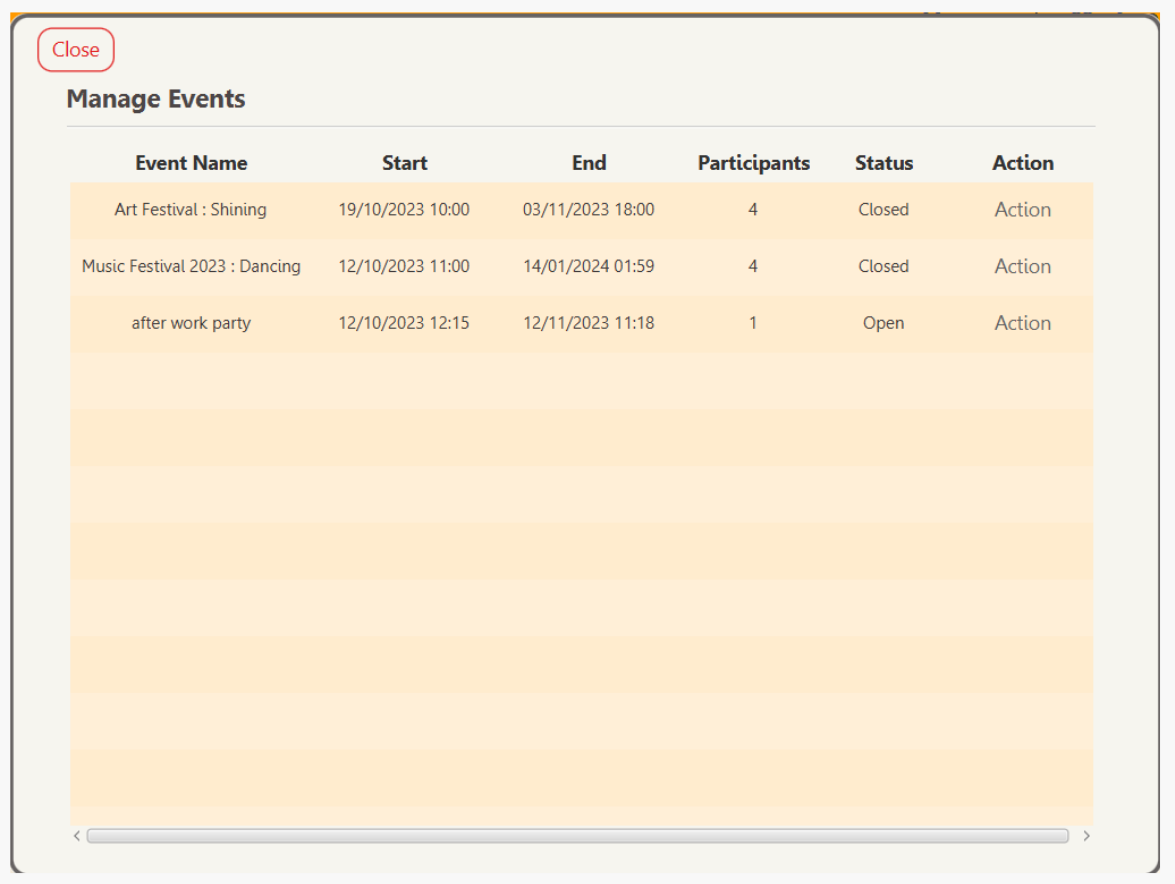 Close
Manage Events
Event Name Start End Participants Status Action
Art Festival : Shining 19/10/2023 10:00 03/11/2023 18:00 4 Closed Action
Music Festival 2023 : Dancing 12/10/2023 11:00 14/01/2024 01:59 4 Closed Action
after work party 12/10/2023 12:15 12/11/2023 11:18 1 Open Action